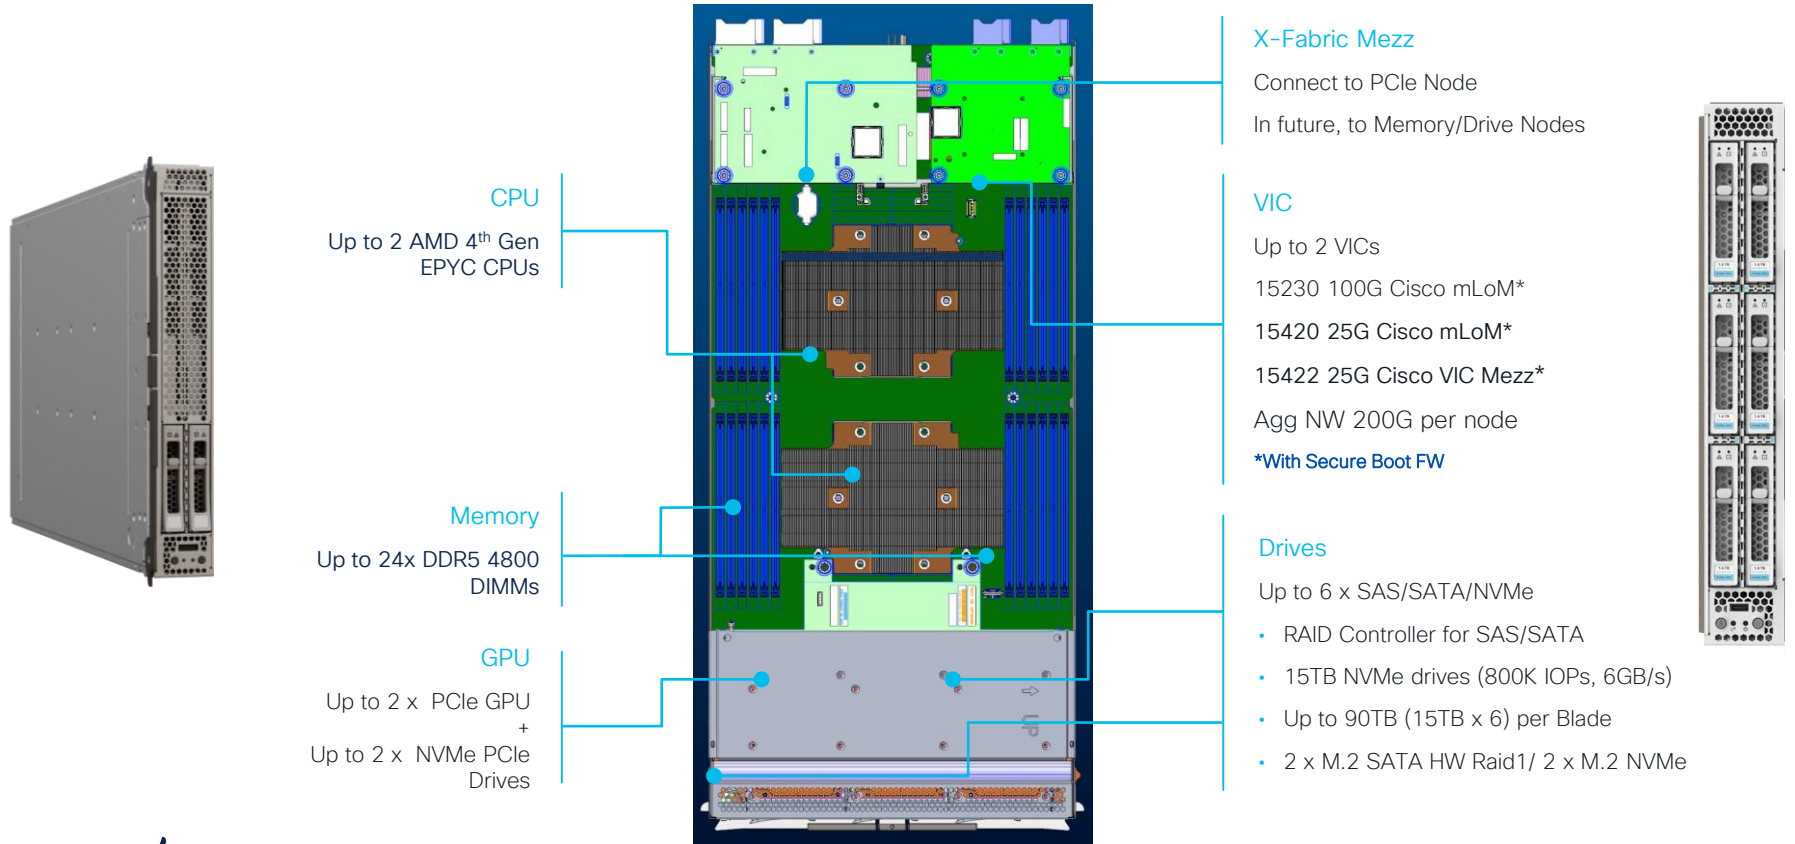 CPU
Up to 2 AMD 4th Gen
EPYC CPUs
Memory
Up to 24x DDR5 4800
DIMMs
GPU
Up to 2 x PCIe GPU
+
Up to 2 x NVMe PCIe
Drives
X-Fabric Mezz
Connect to PCIe Node
In future, to Memory/Drive Nodes
VIC
Up to 2 VICs
15230 100G Cisco mLoM*
15420 25G Cisco mLoM*
15422 25G Cisco VIC Mezz*
Agg NW 200G per node
*With Secure Boot FW
Drives
Up to 6 x SAS/SATA/NVMe
• RAID Controller for SAS/SATA
• 15TB NVMe drives (800K IOPs, 6GB/s)
• Up to 90TB (15TB x 6) per Blade
• 2 x M.2 SATA HW Raid1/ 2 x M.2 NVMe